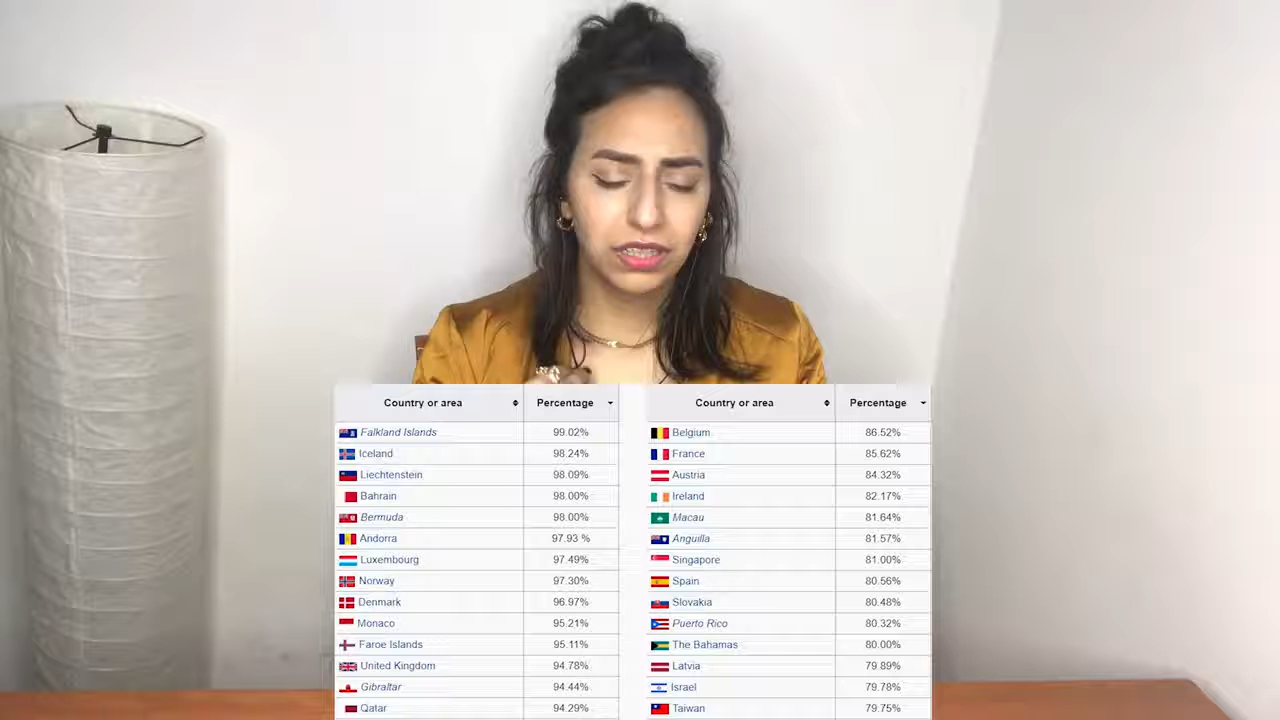 Country or area Percentage
Falkland Islands 99.02%
Iceland 98.24%
Liechtenstein 98.09%
Bahrain 98.00%
Bermuda 98.00%
Andorra 97.93 %
Luxembourg 97.49%
Norway 97.30%
Denmark 96.97%
Monaco 95.21%
Faroe Islands 95.11%
United Kingdom 94.78%
Gibraltar 94.44%
Qatar 94.29%
Country or area Percentage
Belgium 86.52%
France 85.62%
Austria 84.32%
Ireland 82.17%
Macau 81.64%
Anguilla 81.57%
Singapore 81.00%
Spain 80.56%
Slovakia 80.48%
Puerto Rico 80.32%
The Bahamas 80.00%
Latvia 79.89%
Israel 79.78%
Taiwan 79.75%